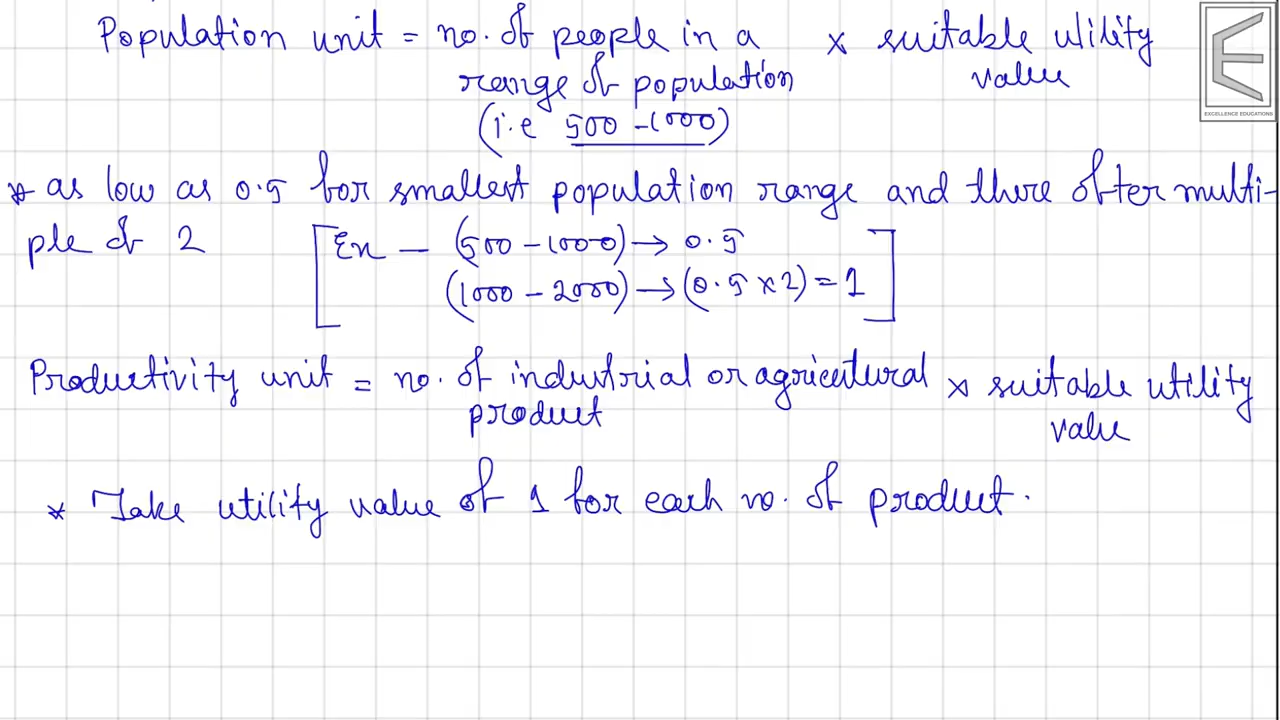 Population unit = no. of people in a × suitable utility
range of population value
(i.e 500 - 1000)
* as low as 0.5 for smallest population range and there after multi-
ple of 2 [Ex - (500 - 1000) → 0.5
(1000 - 2000) → (0.5 × 2) = 1]
Productivity unit = no. of industrial or agricultural × suitable utility
product value
* Take utility value of 1 for each no. of product.
EXCELLENCE EDUCATIONS